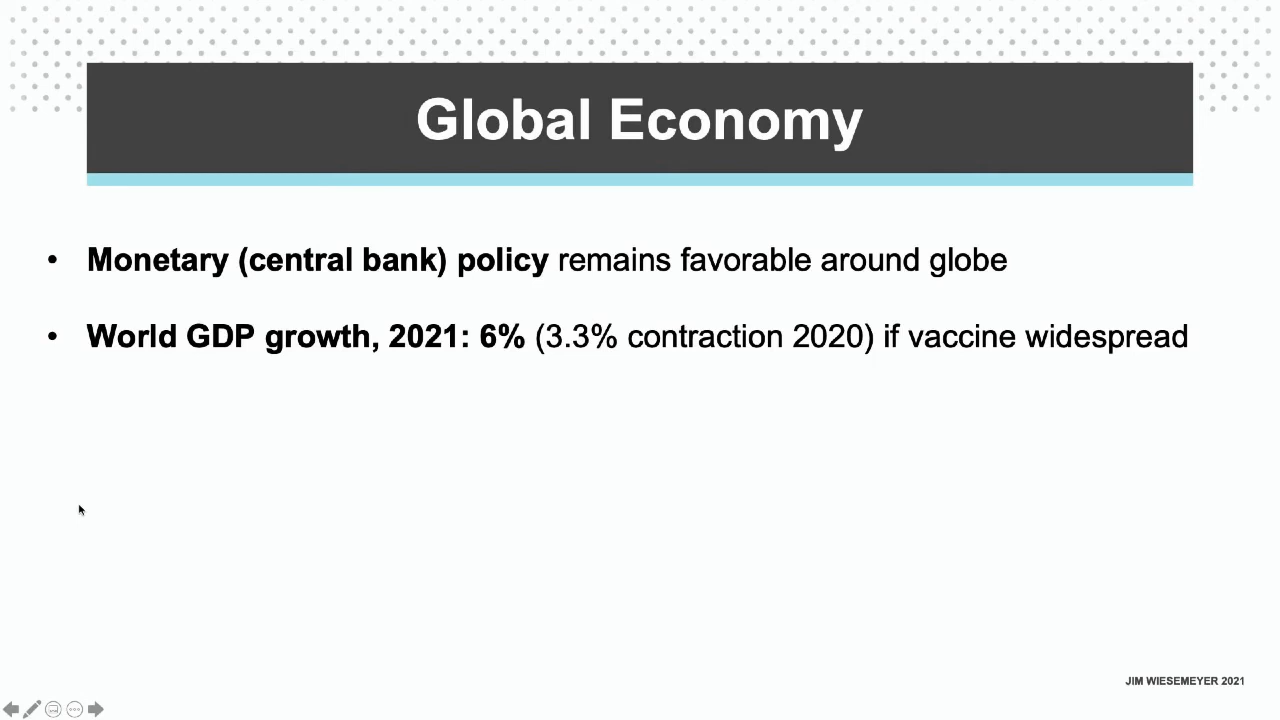 Global Economy
• Monetary (central bank) policy remains favorable around globe
• World GDP growth, 2021: 6% (3.3% contraction 2020) if vaccine widespread
JIM WIESEMEYER 2021